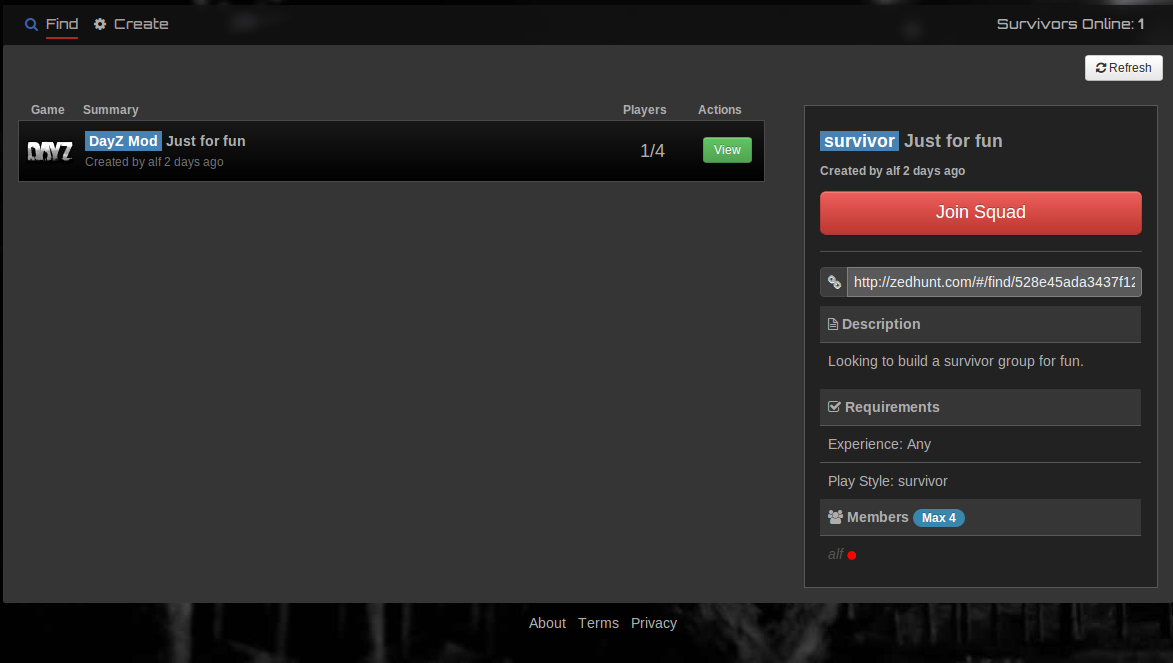 Find Create Survivors Online: 1
Refresh
Game Summary Players Actions
DAYZ DayZ Mod Just for fun 1/4 View
Created by alf 2 days ago
survivor Just for fun
Created by alf 2 days ago
Join Squad
http://zedhunt.com/#/find/528e45ada3437f12
Description
Looking to build a survivor group for fun.
Requirements
Experience: Any
Play Style: survivor
Members Max 4
alf
About Terms Privacy